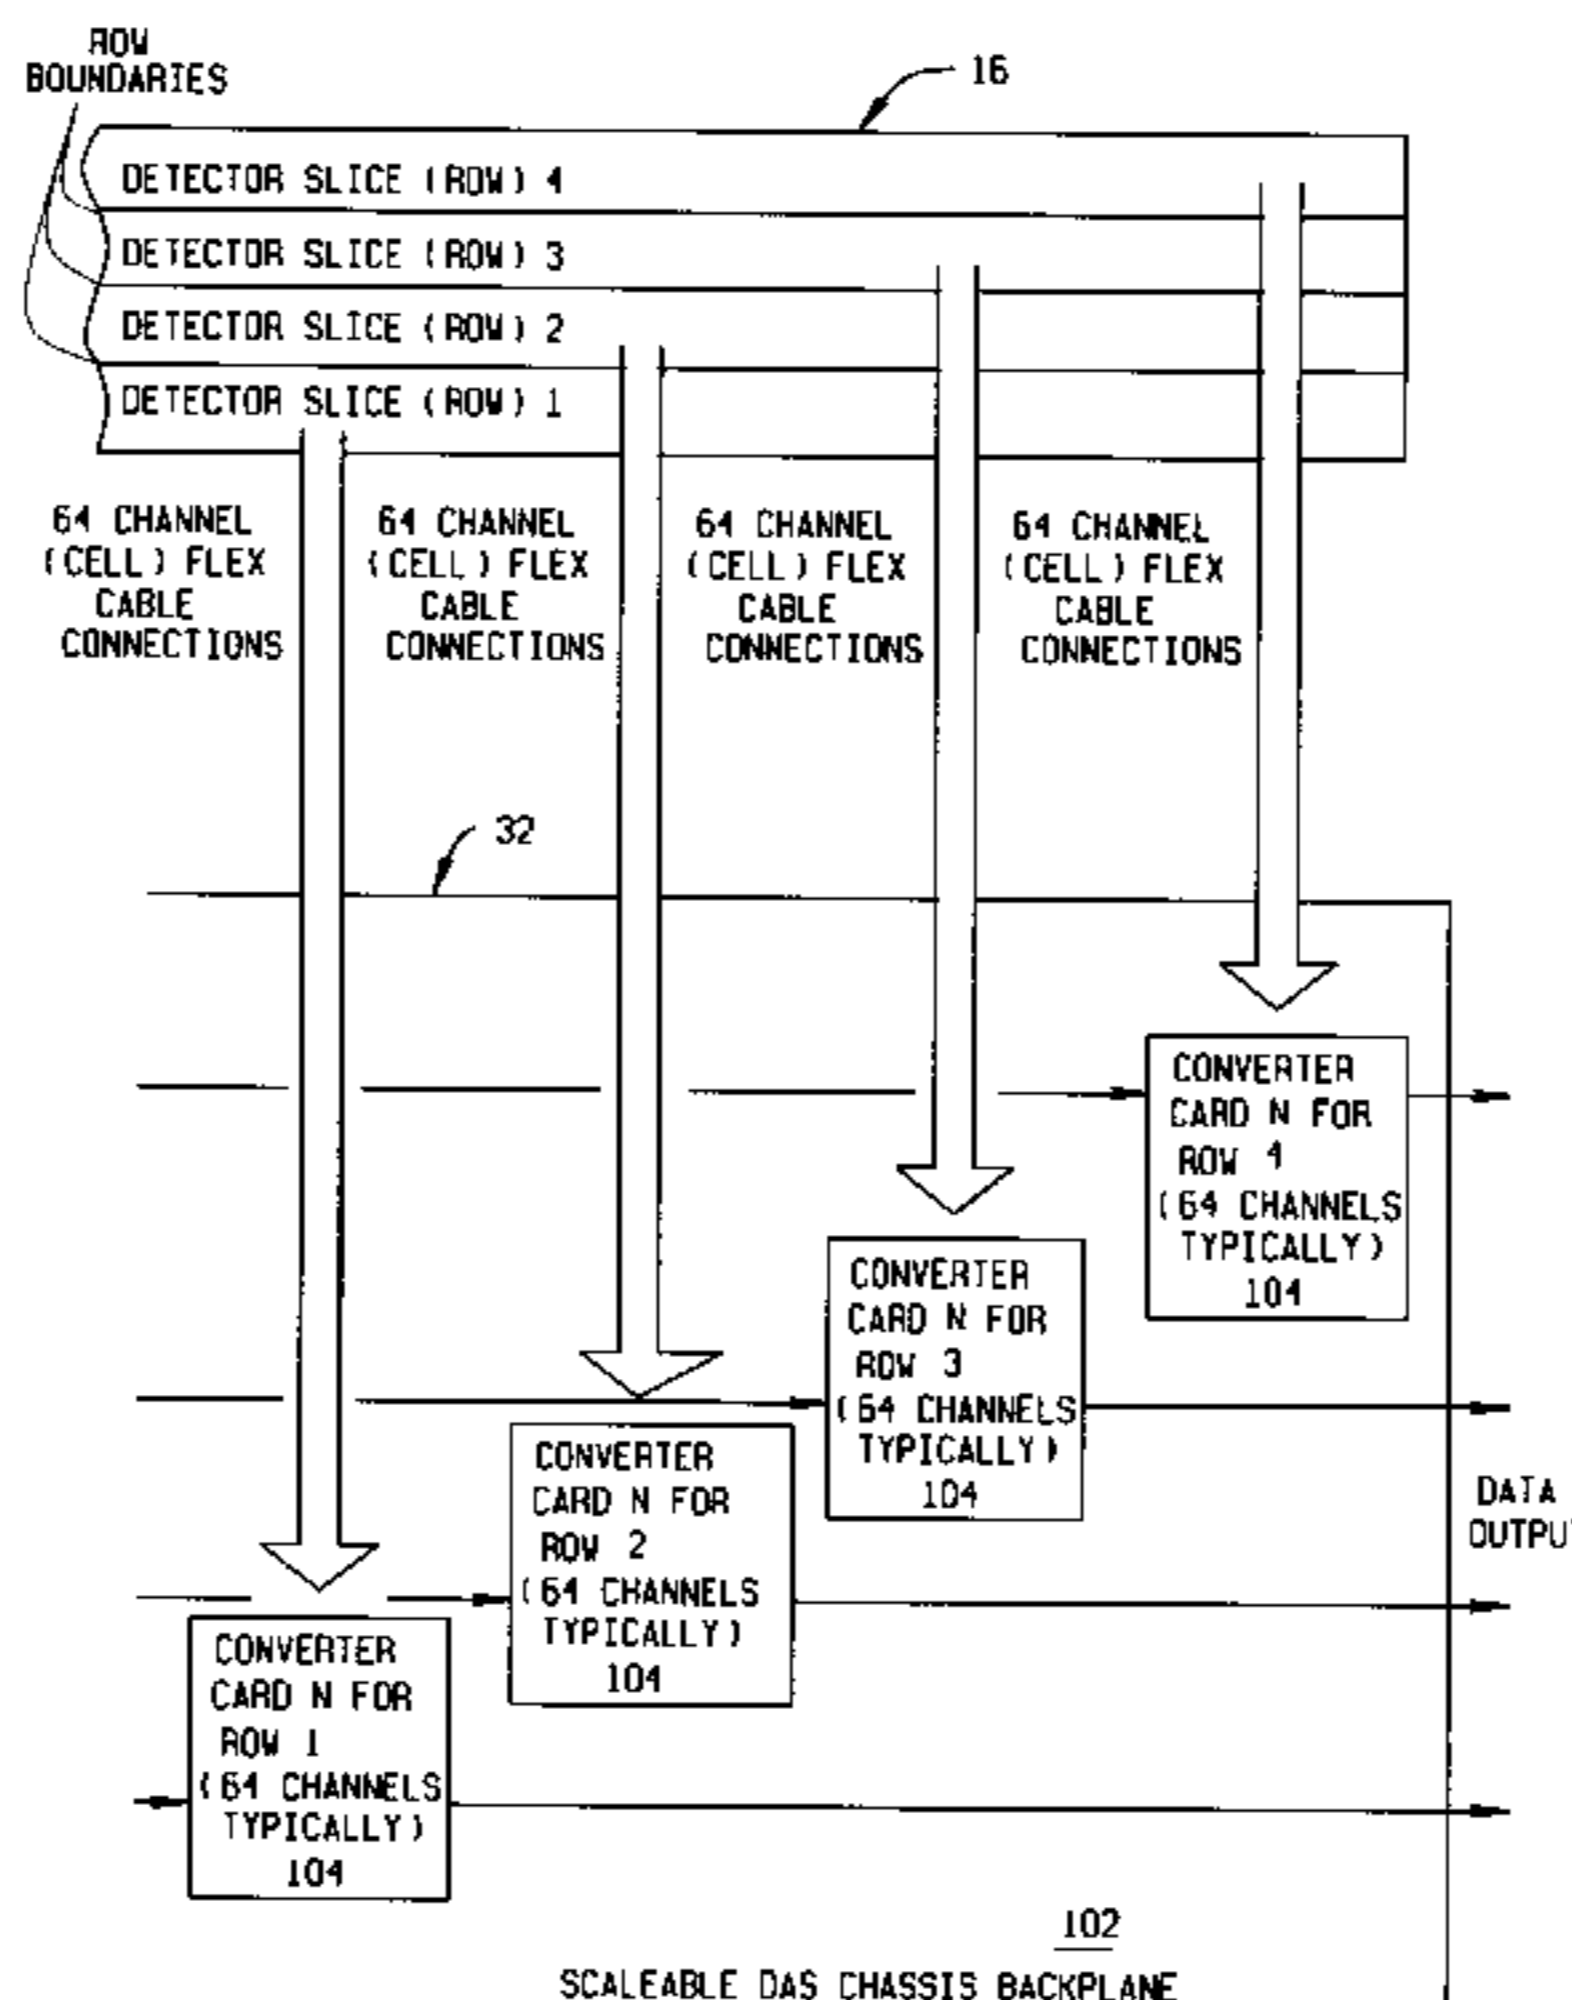 ROW
BOUNDARIES
16
DETECTOR SLICE (ROW) 4
DETECTOR SLICE (ROW) 3
DETECTOR SLICE (ROW) 2
DETECTOR SLICE (ROW) 1
64 CHANNEL
(CELL) FLEX
CABLE
CONNECTIONS
64 CHANNEL
(CELL) FLEX
CABLE
CONNECTIONS
64 CHANNEL
(CELL) FLEX
CABLE
CONNECTIONS
64 CHANNEL
(CELL) FLEX
CABLE
CONNECTIONS
32
CONVERTER
CARD N FOR
ROW 4
(64 CHANNELS
TYPICALLY)
104
CONVERTER
CARD N FOR
ROW 3
(64 CHANNELS
TYPICALLY)
104
CONVERTER
CARD N FOR
ROW 2
(64 CHANNELS
TYPICALLY)
104
CONVERTER
CARD N FOR
ROW 1
(64 CHANNELS
TYPICALLY)
104
DATA
OUTPU
102
SCALEABLE DAS CHASSIS BACKPLANE